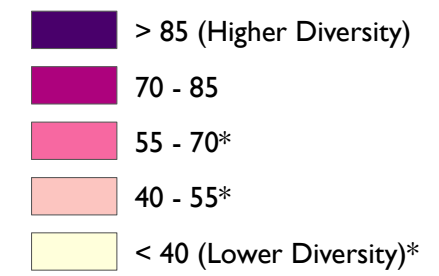 > 85 (Higher Diversity)
70 - 85
55 - 70*
40 - 55*
< 40 (Lower Diversity)*